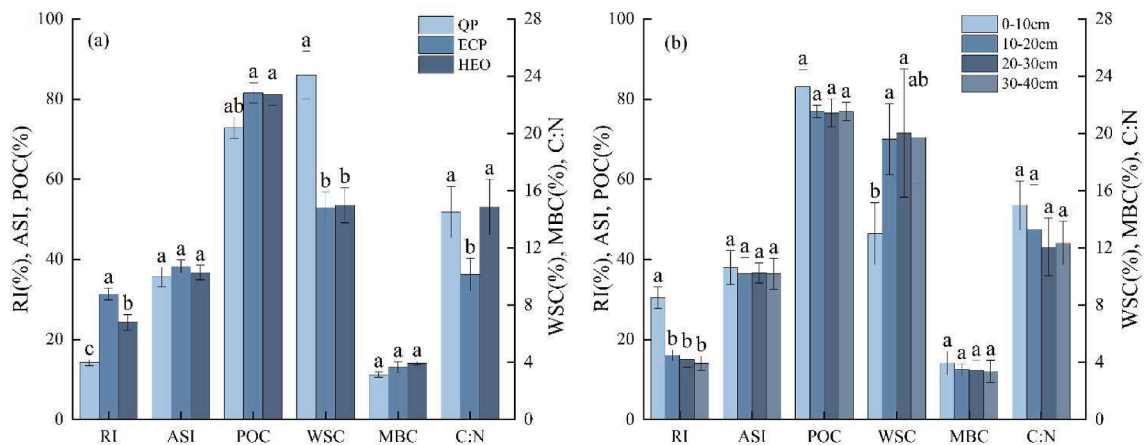 (a)
QP
ECP
HEO
RI(%), ASI, POC(%)
100
80
60
40
20
0
c a b
a a a
ab a a
a b b
a a a
a b a
RI ASI POC WSC MBC C:N
28
24
20
16
12
8
4
0
WSC(%), MBC(%), C:N
(b)
0-10cm
10-20cm
20-30cm
30-40cm
RI(%), ASI, POC(%)
100
80
60
40
20
0
a b b b
a a a a
a a a a
b a a ab
a a a a
a a a a
RI ASI POC WSC MBC C:N
28
24
20
16
12
8
4
0
WSC(%), MBC(%), C:N